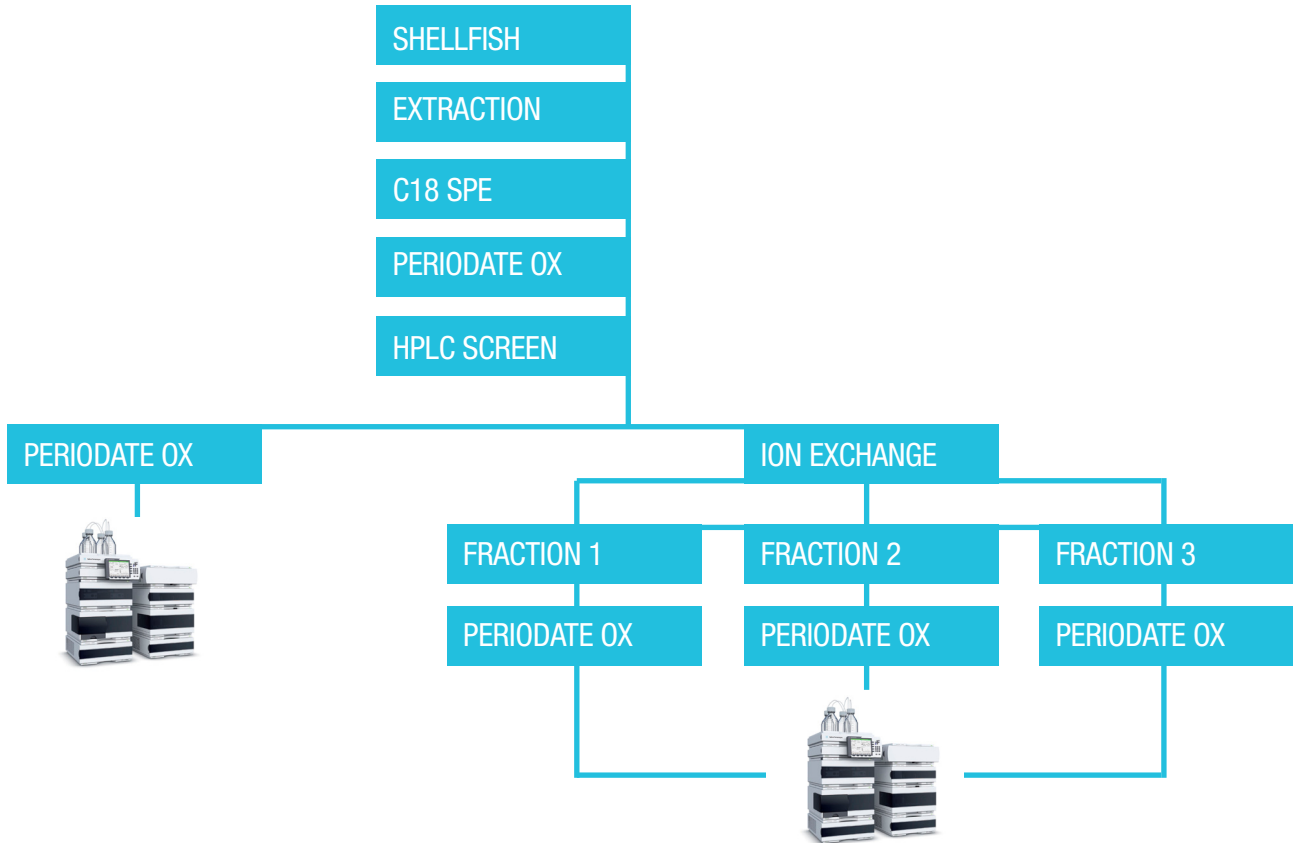 SHELLFISH
EXTRACTION
C18 SPE
PERIODATE OX
HPLC SCREEN
PERIODATE OX
ION EXCHANGE
FRACTION 1
FRACTION 2
FRACTION 3
PERIODATE OX
PERIODATE OX
PERIODATE OX